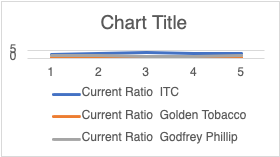 Chart Title
5
0
1 2 3 4 5
Current Ratio ITC
Current Ratio Golden Tobacco
Current Ratio Godfrey Phillip